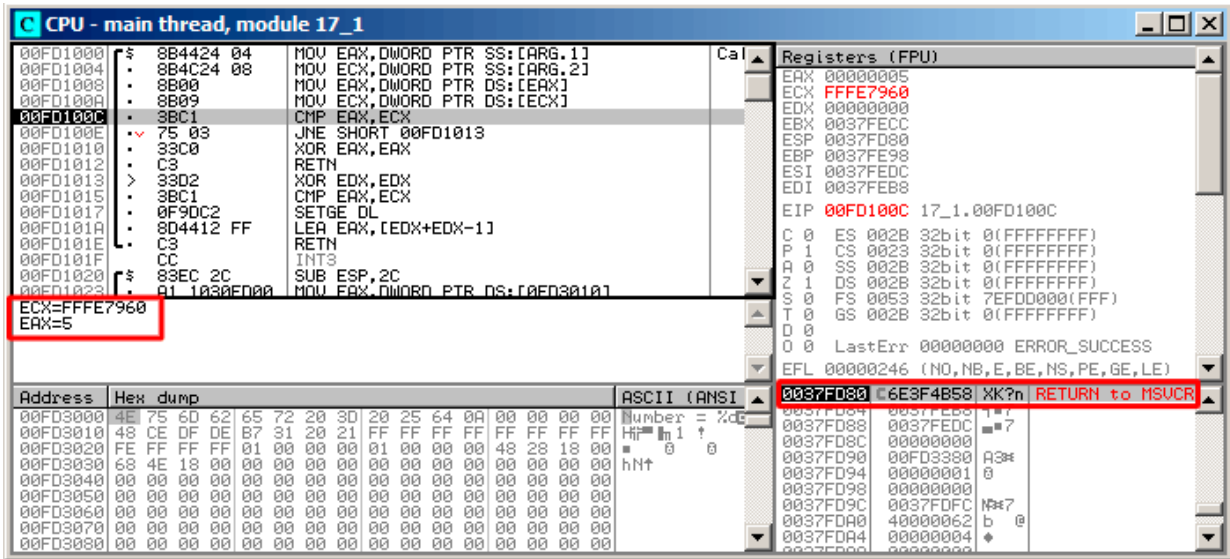 CPU - main thread, module 17_1
00FD1000 $ 8B4424 04 MOV EAX,DWORD PTR SS:[ARG.1] Cal
00FD1004 . 8B4C24 08 MOV ECX,DWORD PTR SS:[ARG.2]
00FD1008 . 8B00 MOV EAX,DWORD PTR DS:[EAX]
00FD100A . 8B09 MOV ECX,DWORD PTR DS:[ECX]
00FD100C . 3BC1 CMP EAX,ECX
00FD100E . 75 03 JNE SHORT 00FD1013
00FD1010 . 33C0 XOR EAX,EAX
00FD1012 . C3 RETN
00FD1013 > 33D2 XOR EDX,EDX
00FD1015 . 3BC1 CMP EAX,ECX
00FD1017 . 0F9DC2 SETGE DL
00FD101A . 8D4412 FF LEA EAX,[EDX+EDX-1]
00FD101E . C3 RETN
00FD101F CC INT3
00FD1020 $ 83EC 2C SUB ESP,2C
00FD1023 . A1 1030FD00 MOV EAX,DWORD PTR DS:[0FD3010]
ECX=FFFE7960
EAX=5
Registers (FPU)
EAX 00000005
ECX FFFE7960
EDX 00000000
EBX 0037FECC
ESP 0037FD80
EBP 0037FE98
ESI 0037FEDC
EDI 0037FEB8
EIP 00FD100C 17_1.00FD100C
C 0 ES 002B 32bit 0(FFFFFFFF)
P 1 CS 0023 32bit 0(FFFFFFFF)
A 0 SS 002B 32bit 0(FFFFFFFF)
Z 1 DS 002B 32bit 0(FFFFFFFF)
S 0 FS 0053 32bit 7EFDD000(FFF)
T 0 GS 002B 32bit 0(FFFFFFFF)
D 0
O 0 LastErr 00000000 ERROR_SUCCESS
EFL 00000246 (NO,NB,E,BE,NS,PE,GE,LE)
Address Hex dump ASCII (ANSI
00FD3000 4E 75 6D 62 65 72 20 3D 20 25 64 0A 00 00 00 00 Number = %d
00FD3010 48 CE DF DE B7 31 20 21 FF FF FF FF FF FF FF FF
00FD3020 FE FF FF FF 01 00 00 00 01 00 00 00 48 28 18 00
00FD3030 68 4E 18 00 00 00 00 00 00 00 00 00 00 00 00 00 hN↑
00FD3040 00 00 00 00 00 00 00 00 00 00 00 00 00 00 00 00
00FD3050 00 00 00 00 00 00 00 00 00 00 00 00 00 00 00 00
00FD3060 00 00 00 00 00 00 00 00 00 00 00 00 00 00 00 00
00FD3070 00 00 00 00 00 00 00 00 00 00 00 00 00 00 00 00
00FD3080 00 00 00 00 00 00 00 00 00 00 00 00 00 00 00 00
0037FD80 C6E3F4B58 XK?n RETURN to MSVCR
0037FD84 0037FEB8
0037FD88 0037FEDC
0037FD8C 00000000
0037FD90 00FD3380
0037FD94 00000001
0037FD98 00000000
0037FD9C 0037FDFC
0037FDA0 40000062 b @
0037FDA4 00000004 ♦